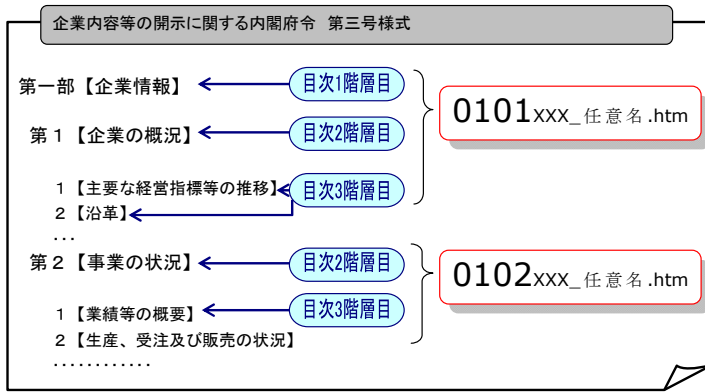 企業内容等の開示に関する内閣府令 第三号様式
第一部【企業情報】 目次1階層目
0101XXX_任意名.htm
第1【企業の概況】 目次2階層目
1【主要な経営指標等の推移】 目次3階層目
2【沿革】
...
第2【事業の状況】 目次2階層目
0102XXX_任意名.htm
1【業績等の概要】 目次3階層目
2【生産、受注及び販売の状況】
............